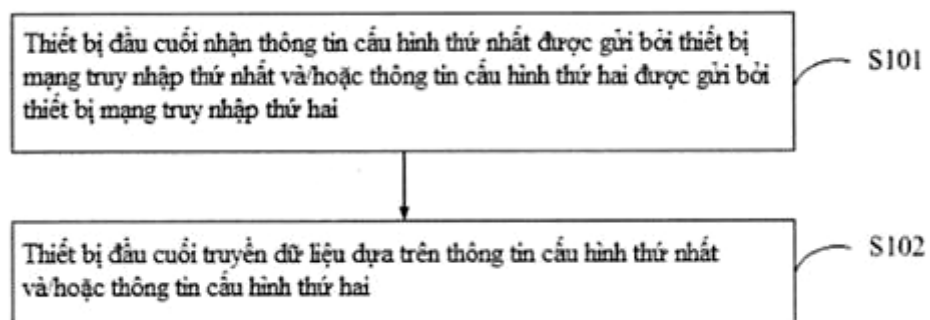 Thiết bị đầu cuối nhận thông tin cấu hình thứ nhất được gửi bởi thiết bị
mạng truy nhập thứ nhất và/hoặc thông tin cấu hình thứ hai được gửi bởi
thiết bị mạng truy nhập thứ hai
S101
Thiết bị đầu cuối truyền dữ liệu dựa trên thông tin cấu hình thứ nhất
và/hoặc thông tin cấu hình thứ hai
S102